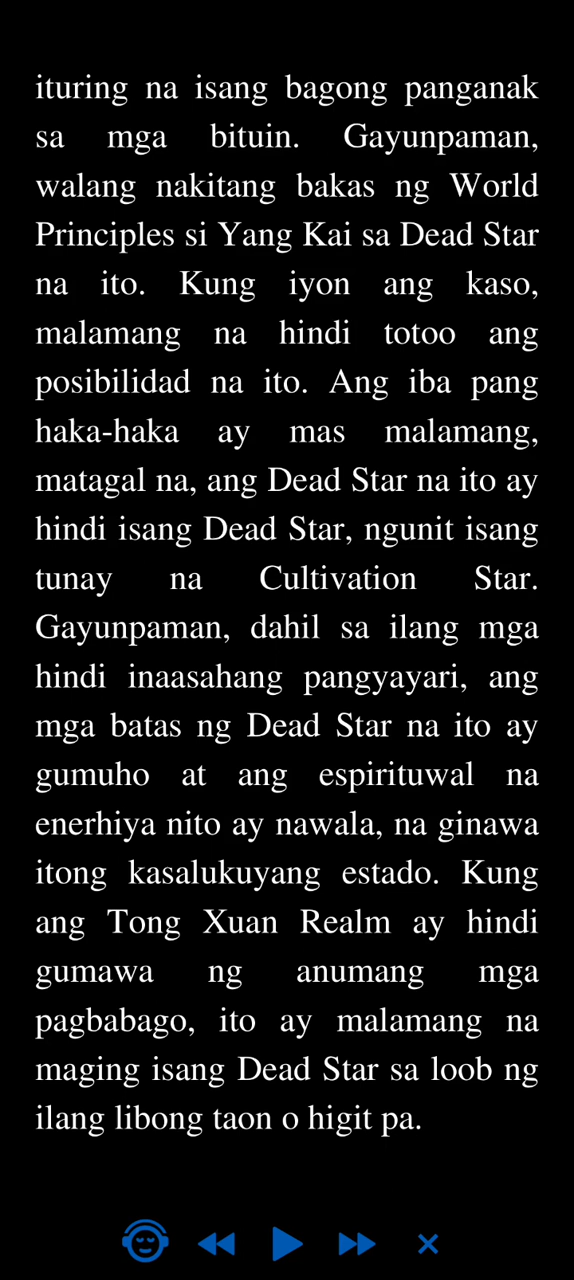 ituring na isang bagong panganak
sa mga bituin. Gayunpaman,
walang nakitang bakas ng World
Principles si Yang Kai sa Dead Star
na ito. Kung iyon ang kaso,
malamang na hindi totoo ang
posibilidad na ito. Ang iba pang
haka-haka ay mas malamang,
matagal na, ang Dead Star na ito ay
hindi isang Dead Star, ngunit isang
tunay na Cultivation Star.
Gayunpaman, dahil sa ilang mga
hindi inaasahang pangyayari, ang
mga batas ng Dead Star na ito ay
gumuho at ang espirituwal na
enerhiya nito ay nawala, na ginawa
itong kasalukuyang estado. Kung
ang Tong Xuan Realm ay hindi
gumawa ng anumang mga
pagbabago, ito ay malamang na
maging isang Dead Star sa loob ng
ilang libong taon o higit pa.